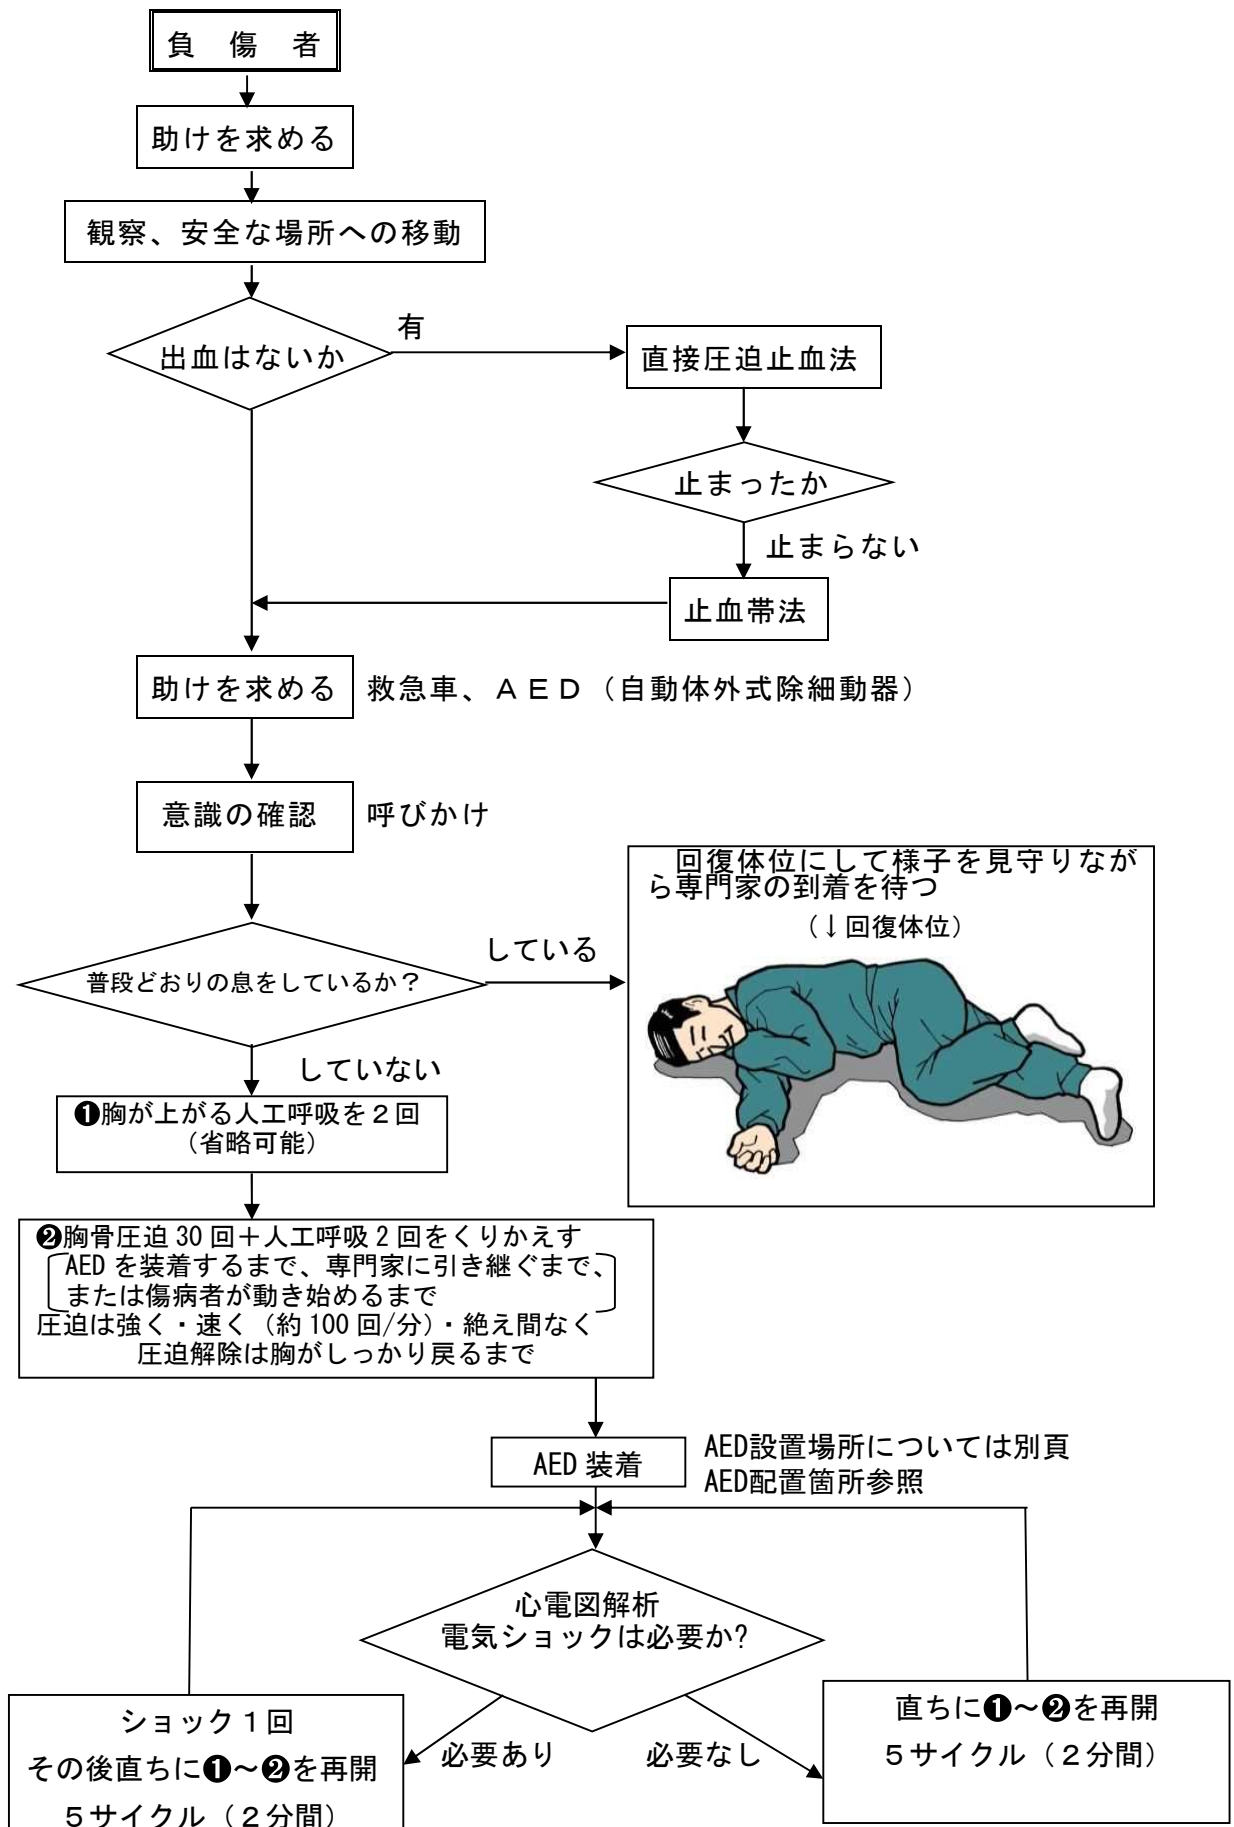 負　傷　者
助けを求める
観察、安全な場所への移動
出血はないか
有
直接圧迫止血法
止まったか
止まらない
止血帯法
助けを求める
救急車、ＡＥＤ（自動体外式除細動器）
意識の確認
呼びかけ
回復体位にして様子を見守りなが
ら専門家の到着を待つ
（↓回復体位）
普段どおりの息をしているか？
している
していない
❶胸が上がる人工呼吸を２回
（省略可能）
❷胸骨圧迫 30 回＋人工呼吸 2 回をくりかえす
AED を装着するまで、専門家に引き継ぐまで、
または傷病者が動き始めるまで
圧迫は強く・速く（約 100 回/分）・絶え間なく
圧迫解除は胸がしっかり戻るまで
AED 装着
AED設置場所については別頁
AED配置箇所参照
心電図解析
電気ショックは必要か?
必要あり
必要なし
ショック１回
その後直ちに❶～❷を再開
５サイクル（２分間）
直ちに❶～❷を再開
５サイクル（２分間）